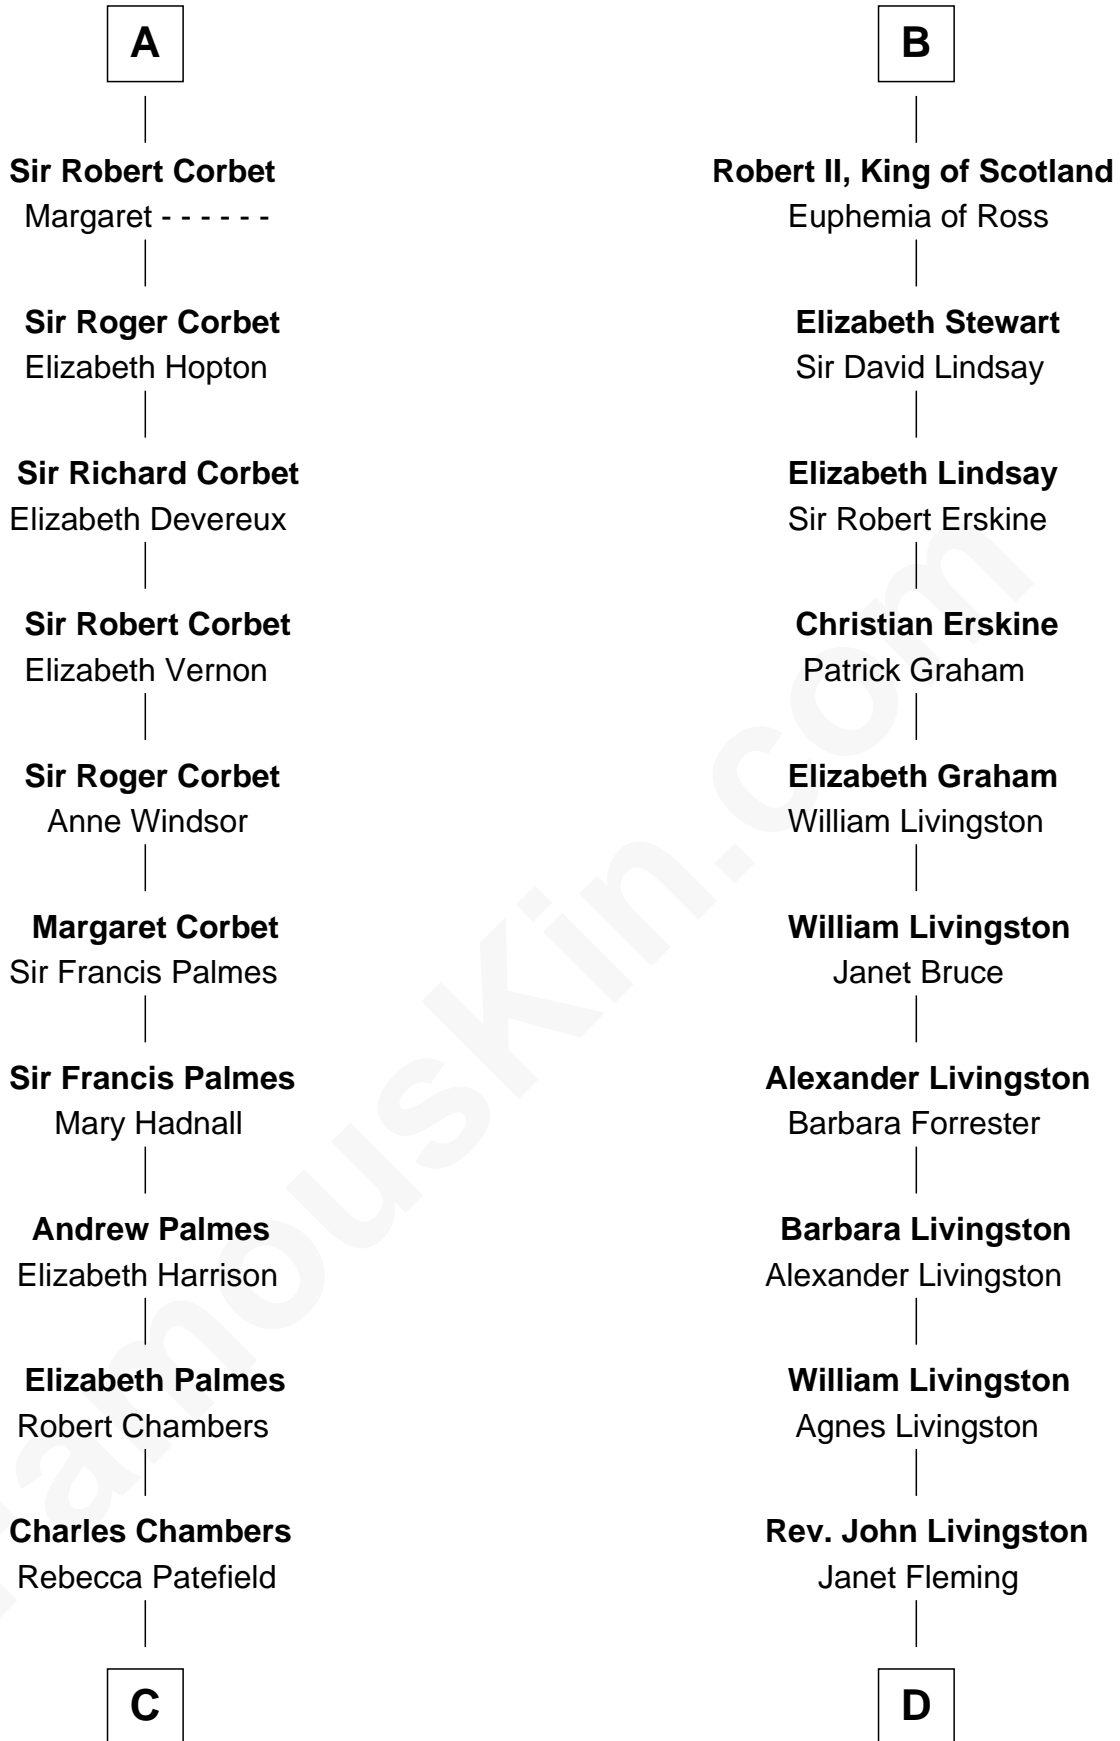 A
Sir Robert Corbet
Margaret - - - - - -
Sir Roger Corbet
Elizabeth Hopton
Sir Richard Corbet
Elizabeth Devereux
Sir Robert Corbet
Elizabeth Vernon
Sir Roger Corbet
Anne Windsor
Margaret Corbet
Sir Francis Palmes
Sir Francis Palmes
Mary Hadnall
Andrew Palmes
Elizabeth Harrison
Elizabeth Palmes
Robert Chambers
Charles Chambers
Rebecca Patefield
C
B
Robert II, King of Scotland
Euphemia of Ross
Elizabeth Stewart
Sir David Lindsay
Elizabeth Lindsay
Sir Robert Erskine
Christian Erskine
Patrick Graham
Elizabeth Graham
William Livingston
William Livingston
Janet Bruce
Alexander Livingston
Barbara Forrester
Barbara Livingston
Alexander Livingston
William Livingston
Agnes Livingston
Rev. John Livingston
Janet Fleming
D
FamousKin.com